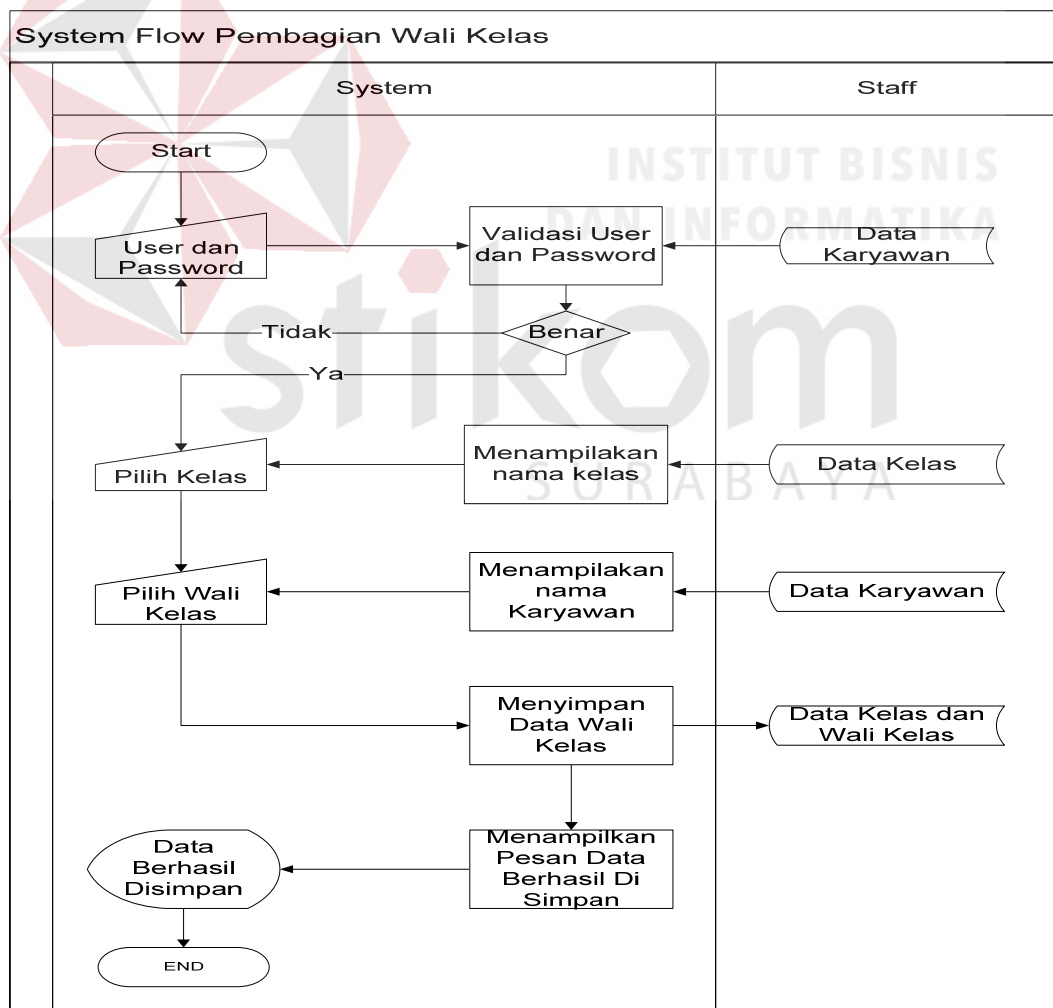 System Flow Pembagian Wali Kelas
System
Staff
Start
INSTITUT BISNIS
DAN INFORMATIKA
User dan
Password
Validasi User
dan Password
Data
Karyawan
Tidak
Benar
Ya
stikom
SURABAYA
Pilih Kelas
Menampilakan
nama kelas
Data Kelas
Pilih Wali
Kelas
Menampilakan
nama
Karyawan
Data Karyawan
Menyimpan
Data Wali
Kelas
Data Kelas dan
Wali Kelas
Data
Berhasil
Disimpan
Menampilkan
Pesan Data
Berhasil Di
Simpan
END